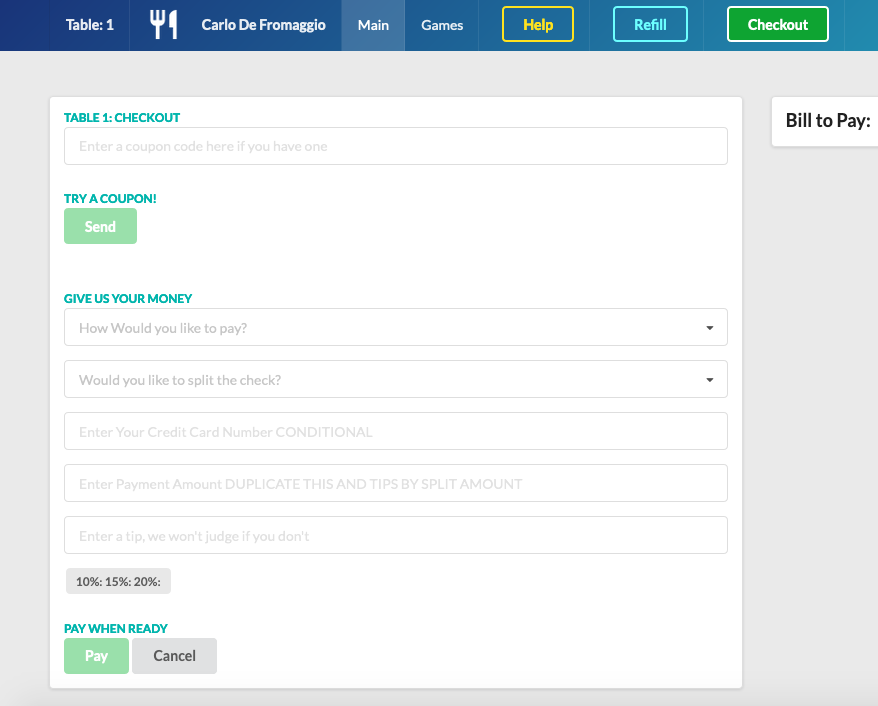 Table: 1 Carlo De Fromaggio Main Games Help Refill Checkout
TABLE 1: CHECKOUT
Enter a coupon code here if you have one
Bill to Pay:
TRY A COUPON!
Send
GIVE US YOUR MONEY
How Would you like to pay?
Would you like to split the check?
Enter Your Credit Card Number CONDITIONAL
Enter Payment Amount DUPLICATE THIS AND TIPS BY SPLIT AMOUNT
Enter a tip, we won't judge if you don't
10%: 15%: 20%:
PAY WHEN READY
Pay Cancel